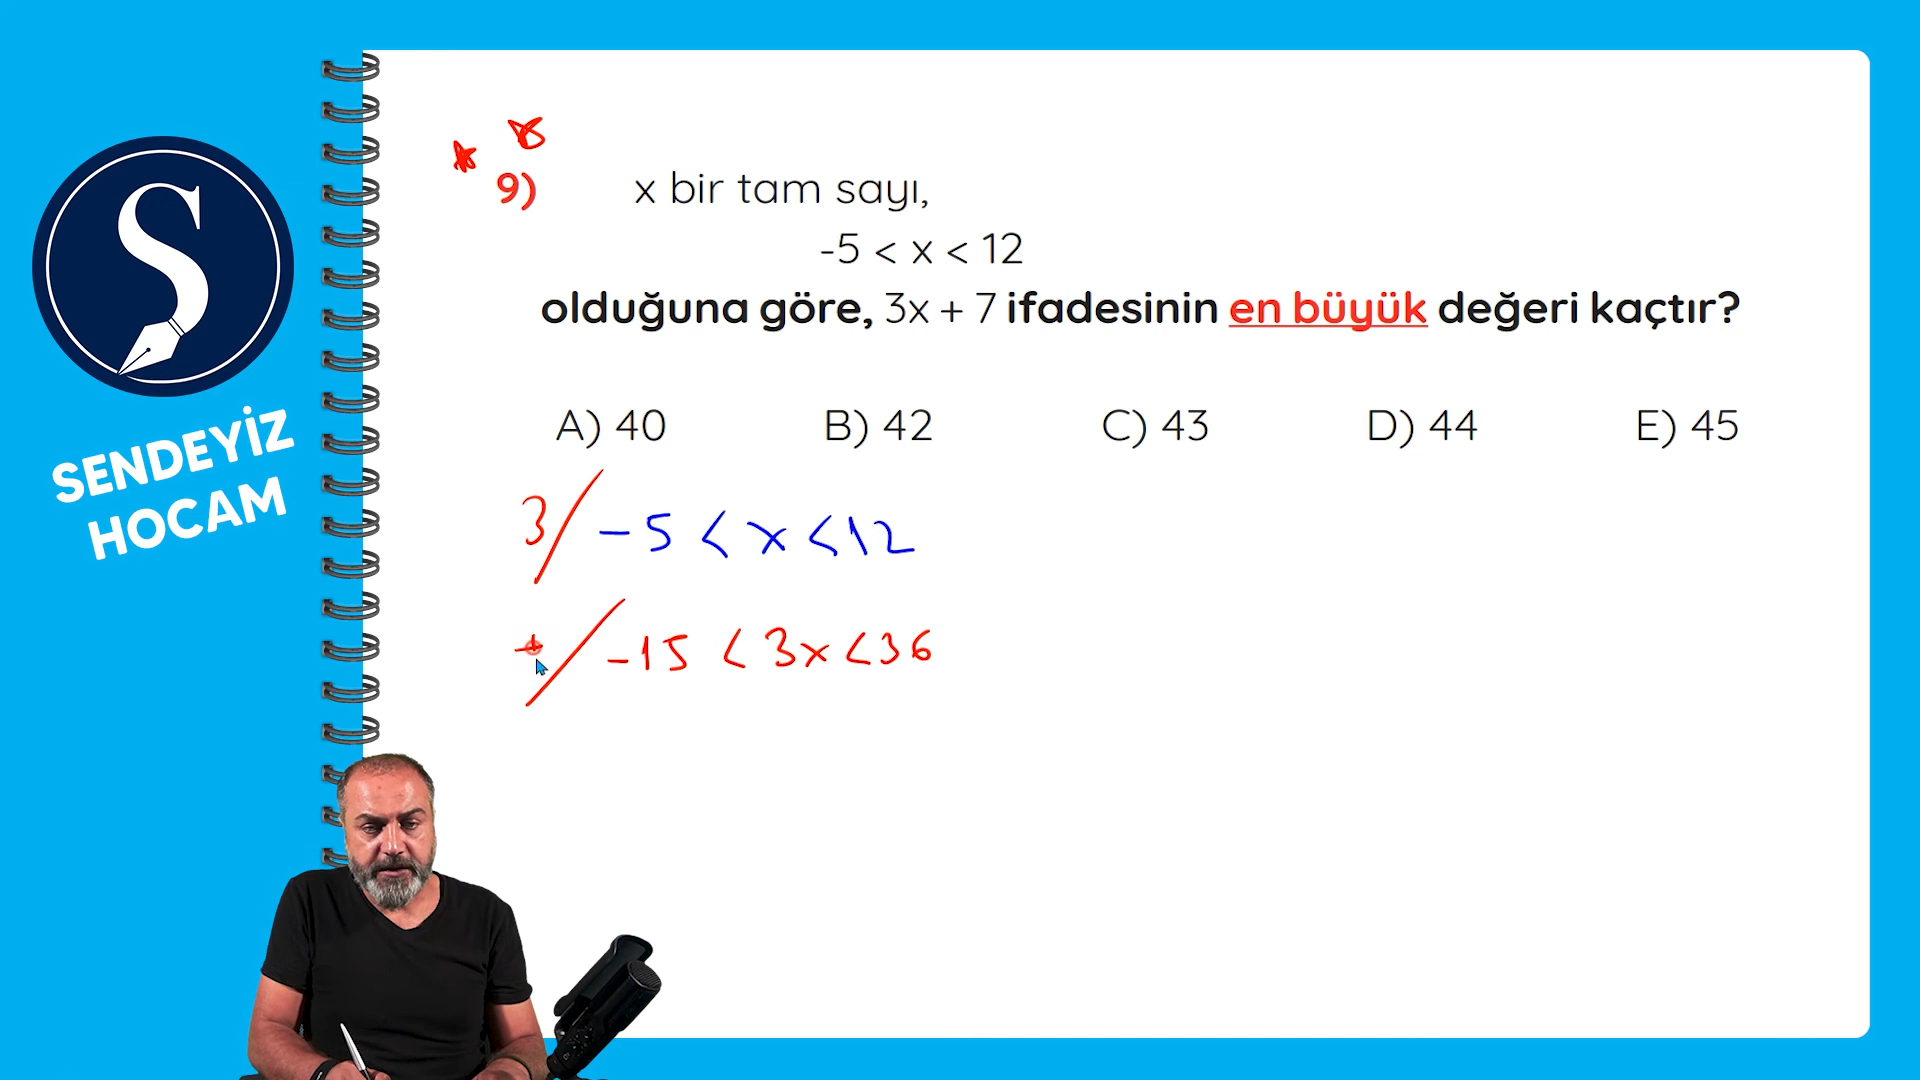 SENDEYİZ
HOCAM
9) x bir tam sayı,
-5 < x < 12
olduğuna göre, 3x + 7 ifadesinin en büyük değeri kaçtır?
A) 40 B) 42 C) 43 D) 44 E) 45
3/ -5 < x < 12
+/ -15 < 3x < 36